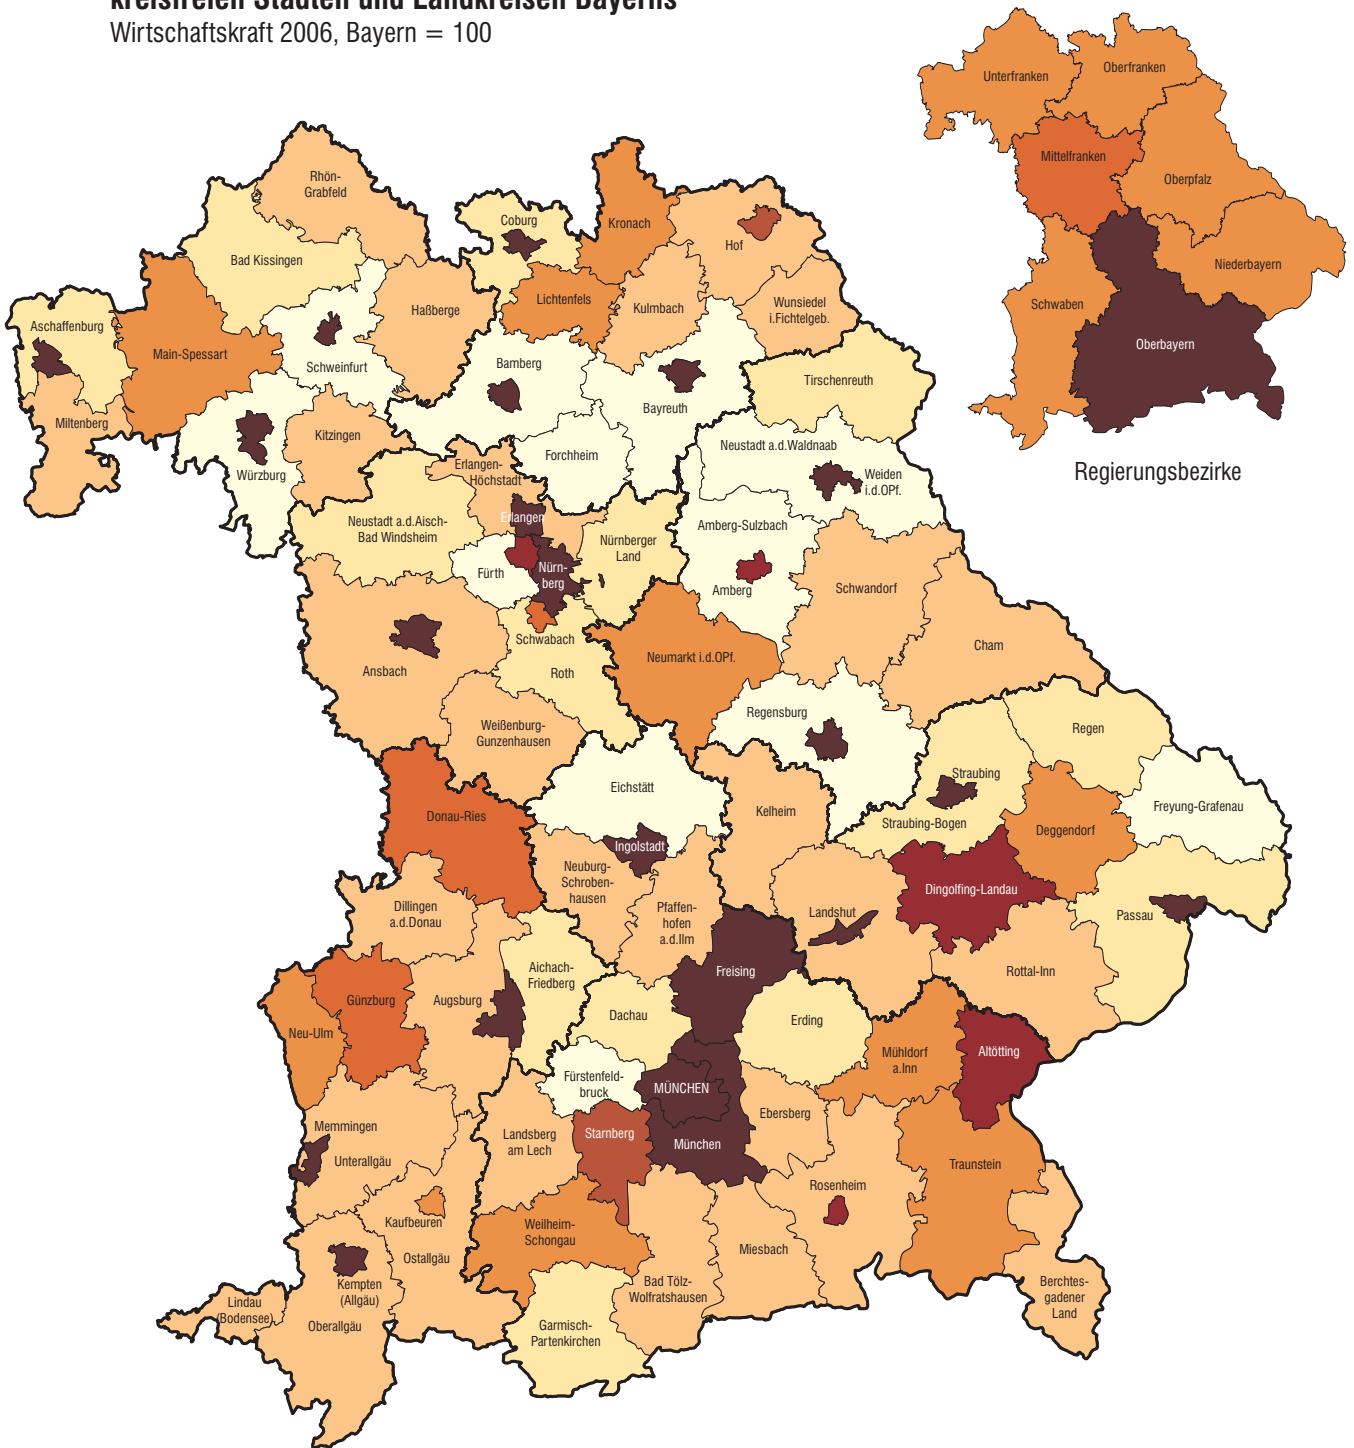 kreisfreien Städten und Landkreisen Bayerns
Wirtschaftskraft 2006, Bayern = 100
Unterfranken
Oberfranken
Mittelfranken
Oberpfalz
Niederbayern
Schwaben
Oberbayern
Regierungsbezirke
Rhön-
Grabfeld
Coburg
Kronach
Hof
Bad Kissingen
Lichtenfels
Kulmbach
Wunsiedel
i.Fichtelgeb.
Haßberge
Aschaffenburg
Main-Spessart
Schweinfurt
Bamberg
Bayreuth
Tirschenreuth
Miltenberg
Kitzingen
Würzburg
Forchheim
Neustadt a.d.Waldnaab
Weiden
i.d.OPf.
Erlangen-
Höchstadt
Erlangen
Neustadt a.d.Aisch-
Bad Windsheim
Nürnberger
Land
Amberg-Sulzbach
Fürth
Nürn-
berg
Amberg
Schwandorf
Schwabach
Roth
Neumarkt i.d.OPf.
Cham
Ansbach
Weißenburg-
Gunzenhausen
Regensburg
Regen
Eichstätt
Straubing
Freyung-Grafenau
Donau-Ries
Kelheim
Straubing-Bogen
Deggendorf
Ingolstadt
Neuburg-
Schroben-
hausen
Dingolfing-Landau
Dillingen
a.d.Donau
Pfaffen-
hofen
a.d.Ilm
Landshut
Passau
Aichach-
Friedberg
Freising
Rottal-Inn
Günzburg
Augsburg
Neu-Ulm
Dachau
Erding
Mühldorf
a.Inn
Altötting
Fürstenfeld-
bruck
MÜNCHEN
Ebersberg
Memmingen
Unterallgäu
Landsberg
am Lech
Starnberg
München
Traunstein
Rosenheim
Kaufbeuren
Weilheim-
Schongau
Miesbach
Ostallgäu
Kempten
(Allgäu)
Bad Tölz-
Wolfratshausen
Berchtes-
gadener
Land
Lindau
(Bodensee)
Oberallgäu
Garmisch-
Partenkirchen